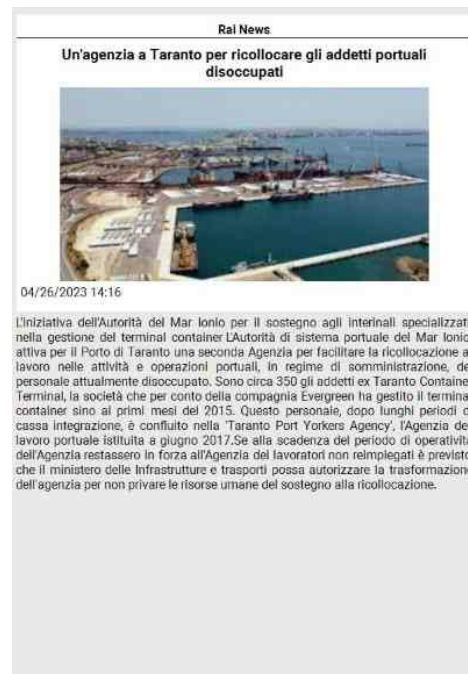 Rai News
Un'agenzia a Taranto per ricollocare gli addetti portuali
disoccupati
04/26/2023 14:16
L'iniziativa dell'Autorità del Mar Ionio per il sostegno agli interinali specializzat
nella gestione del terminal container L'Autorità di sistema portuale del Mar Ionio
attiva per il Porto di Taranto una seconda Agenzia per facilitare la ricollocazione a
lavoro nelle attività e operazioni portuali, in regime di somministrazione, de
personale attualmente disoccupato. Sono circa 350 gli addetti ex Taranto Containe
Terminal, la società che per conto della compagnia Evergreen ha gestito il termina
container sino ai primi mesi del 2015. Questo personale, dopo lunghi periodi d
cassa integrazione, è confluito nella 'Taranto Port Yorkers Agency', l'Agenzia de
lavoro portuale istituita a giugno 2017.Se alla scadenza del periodo di operatività
dell'Agenzia restassero in forza all'Agenzia dei lavoratori non reimpiegati è previsto
che il ministero delle Infrastrutture e trasporti possa autorizzare la trasformazione
dell'agenzia per non privare le risorse umane del sostegno alla ricollocazione.